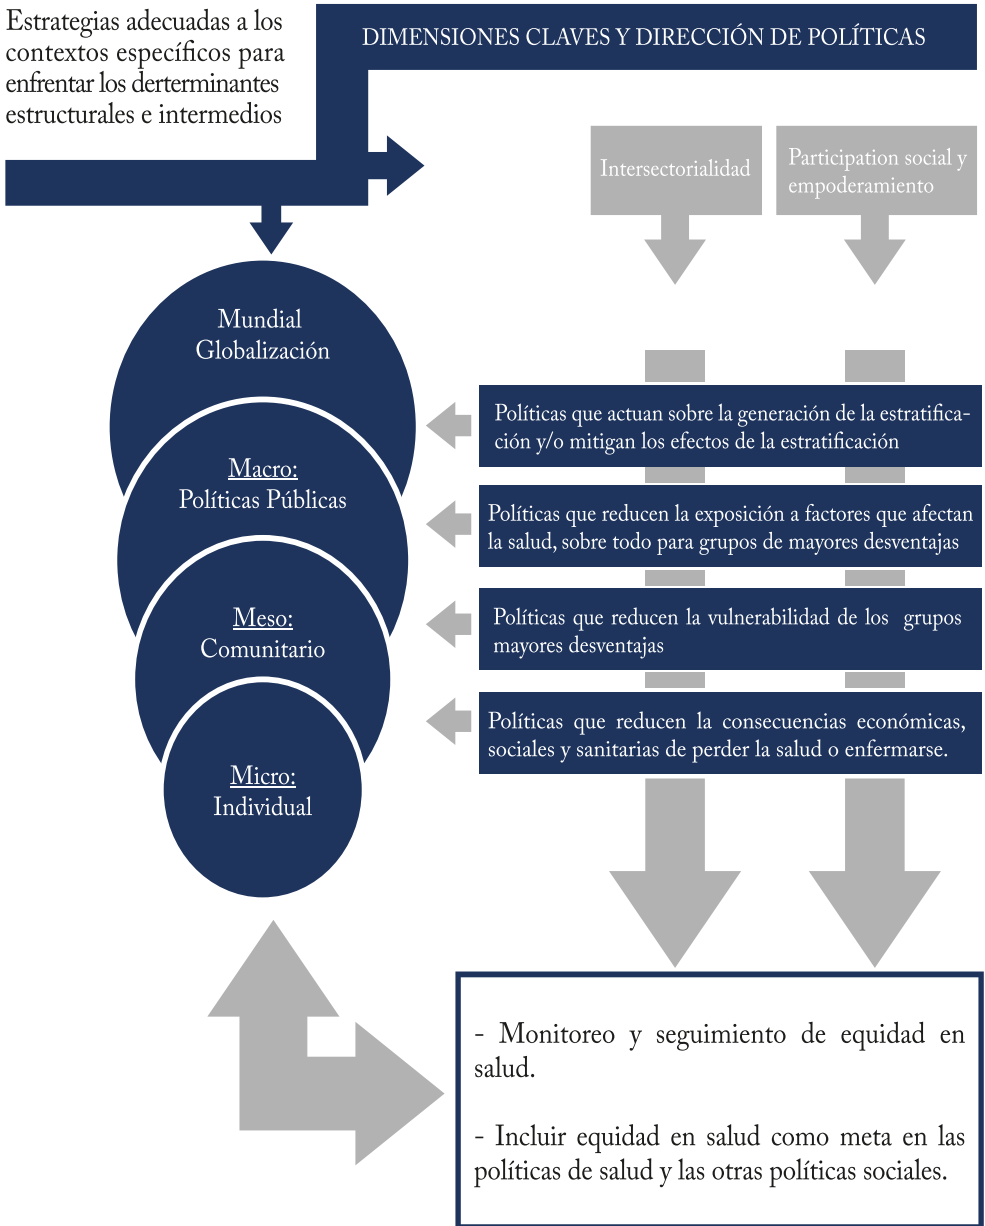 Estrategias adecuadas a los
contextos específicos para
enfrentar los derterminantes
estructurales e intermedios
DIMENSIONES CLAVES Y DIRECCIÓN DE POLÍTICAS
Intersectorialidad
Participation social y
empoderamiento
Mundial
Globalización
Macro:
Políticas Públicas
Meso:
Comunitario
Micro:
Individual
Políticas que actuan sobre la generación de la estratifica-
ción y/o mitigan los efectos de la estratificación
Políticas que reducen la exposición a factores que afectan
la salud, sobre todo para grupos de mayores desventajas
Políticas que reducen la vulnerabilidad de los grupos
mayores desventajas
Políticas que reducen la consecuencias económicas,
sociales y sanitarias de perder la salud o enfermarse.
- Monitoreo y seguimiento de equidad en
salud.
- Incluir equidad en salud como meta en las
políticas de salud y las otras políticas sociales.